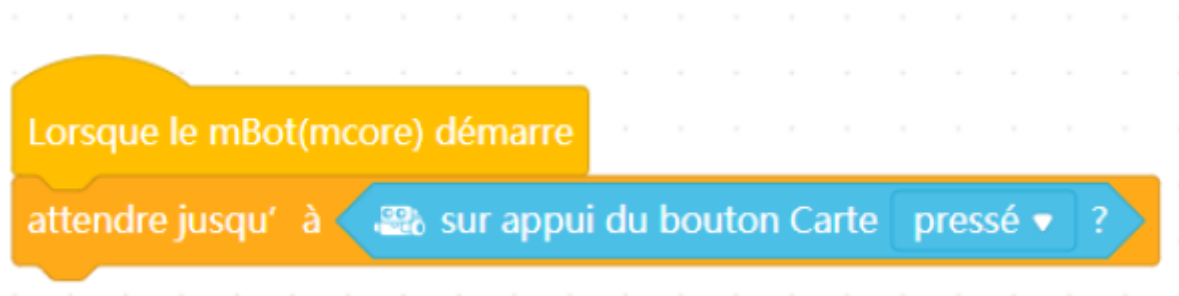 Lorsque le mBot(mcore) démarre
attendre jusqu' à sur appui du bouton Carte pressé ?